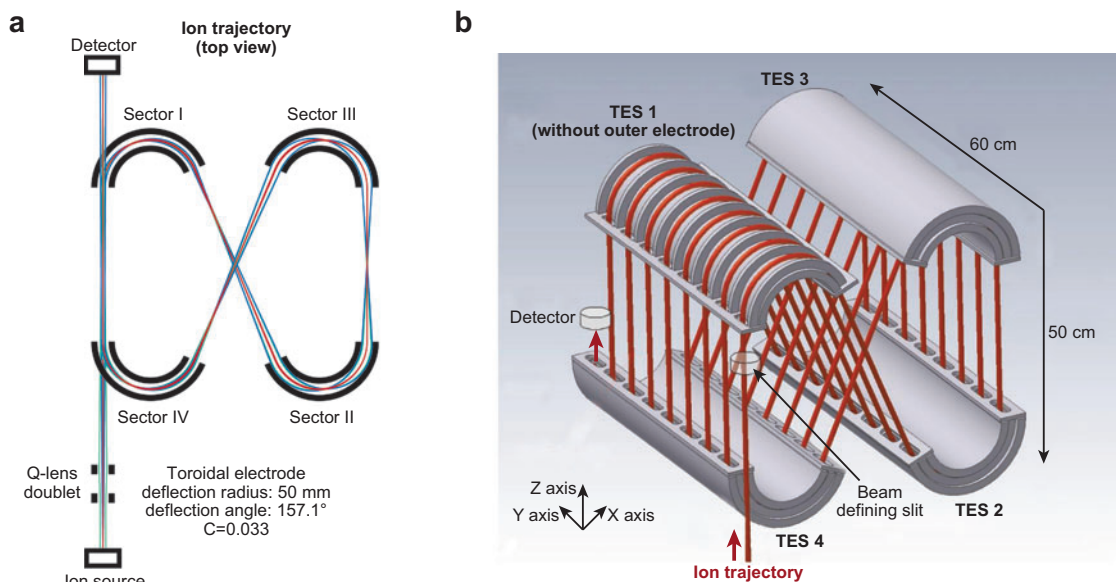 a
Ion trajectory
(top view)
Detector
Sector I
Sector III
Sector IV
Sector II
Q-lens
doublet
Toroidal electrode
deflection radius: 50 mm
deflection angle: 157.1°
C=0.033
Ion source
b
TES 3
TES 1
(without outer electrode)
60 cm
Detector
50 cm
Z axis
Y axis
X axis
Beam
defining slit
TES 2
TES 4
Ion trajectory